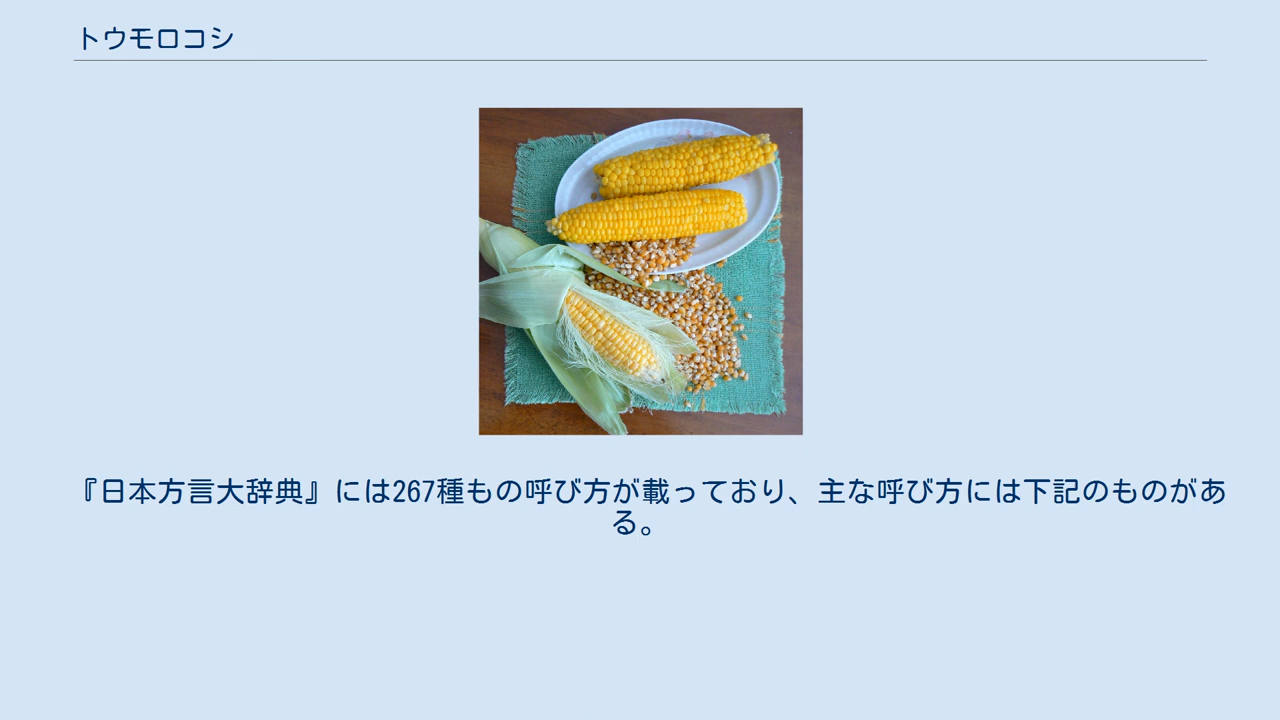 トウモロコシ
『日本方言大辞典』には267種もの呼び方が載っており、主な呼び方には下記のものがあ
る。